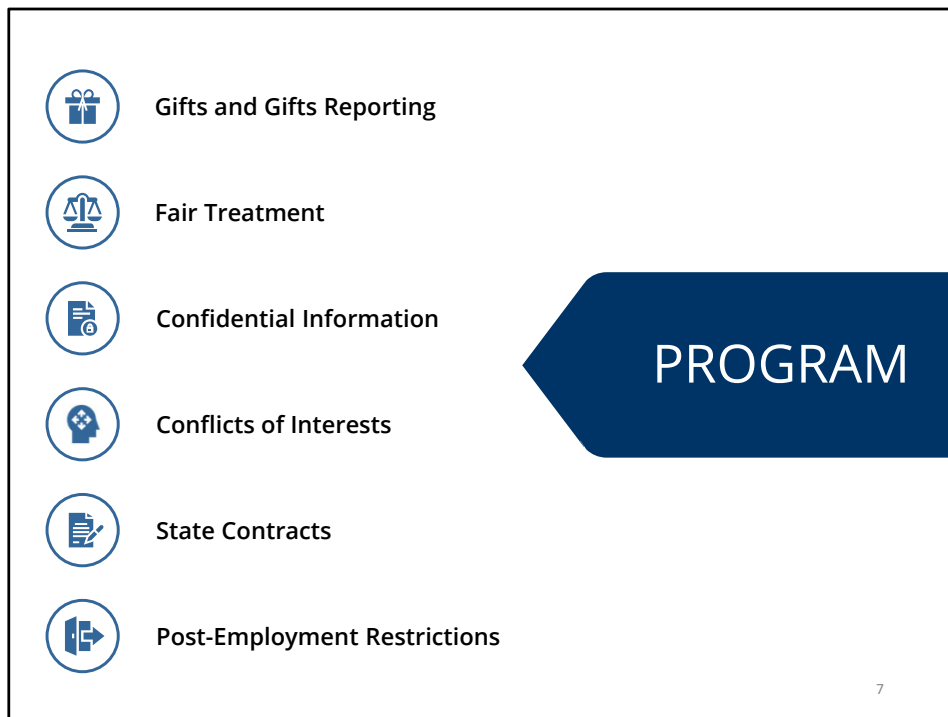 Gifts and Gifts Reporting
Fair Treatment
Confidential Information
PROGRAM
Conflicts of Interests
State Contracts
Post-Employment Restrictions
7